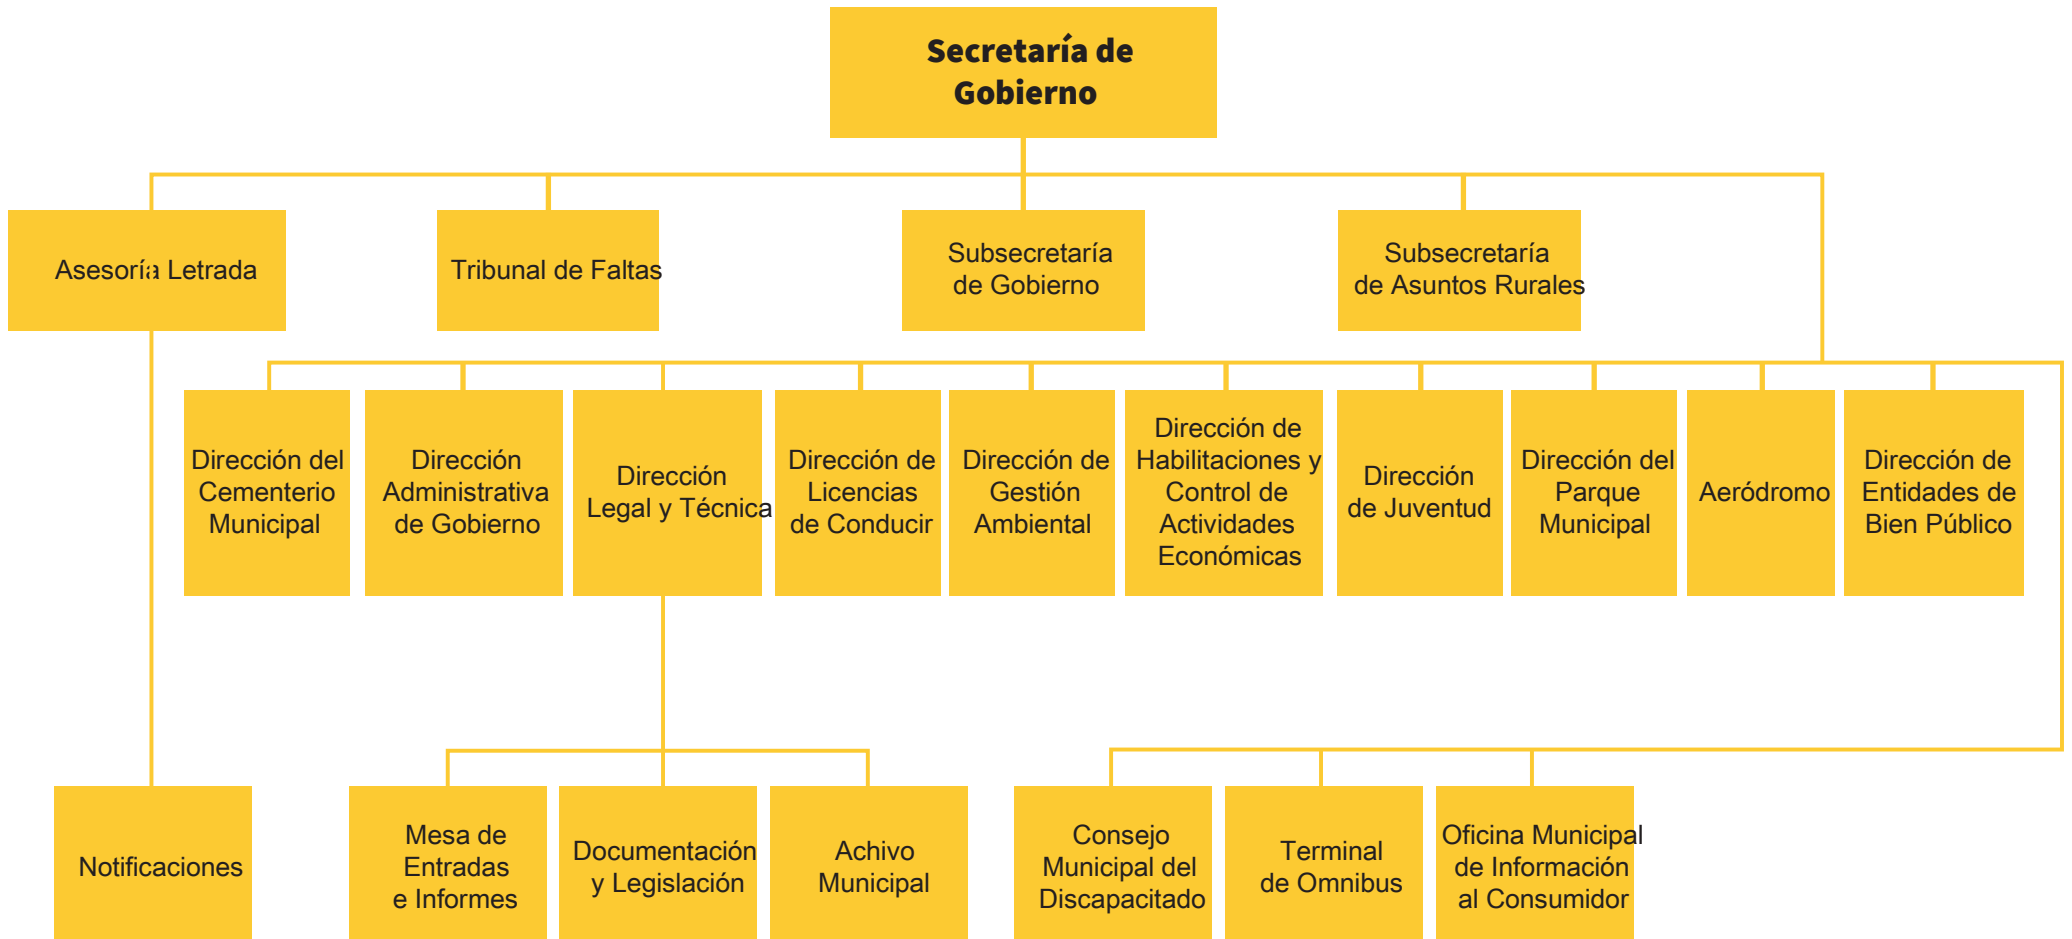 Secretaría de
Gobierno
Asesoría Letrada
Tribunal de Faltas
Subsecretaría
de Gobierno
Subsecretaría
de Asuntos Rurales
Dirección del
Cementerio
Municipal
Dirección
Administrativa
de Gobierno
Dirección
Legal y Técnica
Dirección de
Licencias
de Conducir
Dirección de
Gestión
Ambiental
Dirección de
Habilitaciones y
Control de
Actividades
Económicas
Dirección
de Juventud
Dirección del
Parque
Municipal
Aeródromo
Dirección de
Entidades de
Bien Público
Notificaciones
Mesa de
Entradas
e Informes
Documentación
y Legislación
Achivo
Municipal
Consejo
Municipal del
Discapacitado
Terminal
de Omnibus
Oficina Municipal
de Información
al Consumidor